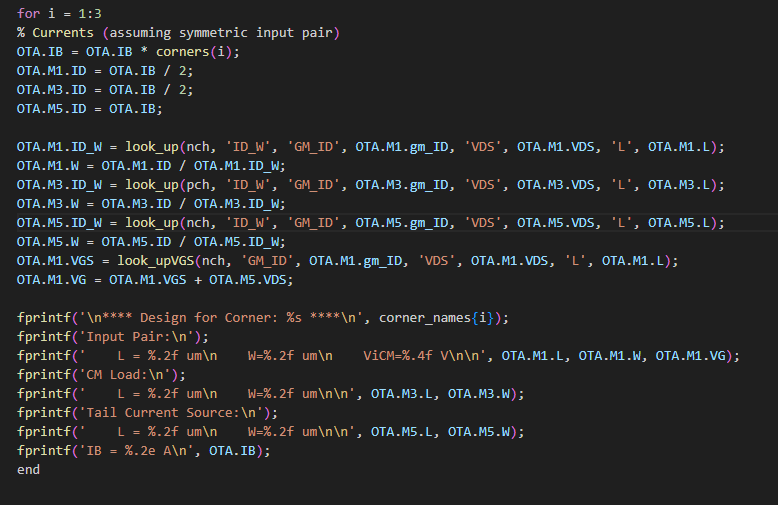 for i = 1:3
% Currents (assuming symmetric input pair)
OTA.IB = OTA.IB * corners(i);
OTA.M1.ID = OTA.IB / 2;
OTA.M3.ID = OTA.IB / 2;
OTA.M5.ID = OTA.IB;

OTA.M1.ID_W = look_up(nch, 'ID_W', 'GM_ID', OTA.M1.gm_ID, 'VDS', OTA.M1.VDS, 'L', OTA.M1.L);
OTA.M1.W = OTA.M1.ID / OTA.M1.ID_W;
OTA.M3.ID_W = look_up(pch, 'ID_W', 'GM_ID', OTA.M3.gm_ID, 'VDS', OTA.M3.VDS, 'L', OTA.M3.L);
OTA.M3.W = OTA.M3.ID / OTA.M3.ID_W;
OTA.M5.ID_W = look_up(nch, 'ID_W', 'GM_ID', OTA.M5.gm_ID, 'VDS', OTA.M5.VDS, 'L', OTA.M5.L);
OTA.M5.W = OTA.M5.ID / OTA.M5.ID_W;
OTA.M1.VGS = look_upVGS(nch, 'GM_ID', OTA.M1.gm_ID, 'VDS', OTA.M1.VDS, 'L', OTA.M1.L);
OTA.M1.VG = OTA.M1.VGS + OTA.M5.VDS;

fprintf('\n**** Design for Corner: %s ****\n', corner_names{i});
fprintf('Input Pair:\n');
fprintf('    L = %.2f um\n    W=%.2f um\n    ViCM=%.4f V\n\n', OTA.M1.L, OTA.M1.W, OTA.M1.VG);
fprintf('CM Load:\n');
fprintf('    L = %.2f um\n    W=%.2f um\n\n', OTA.M3.L, OTA.M3.W);
fprintf('Tail Current Source:\n');
fprintf('    L = %.2f um\n    W=%.2f um\n\n', OTA.M5.L, OTA.M5.W);
fprintf('IB = %.2e A\n', OTA.IB);
end